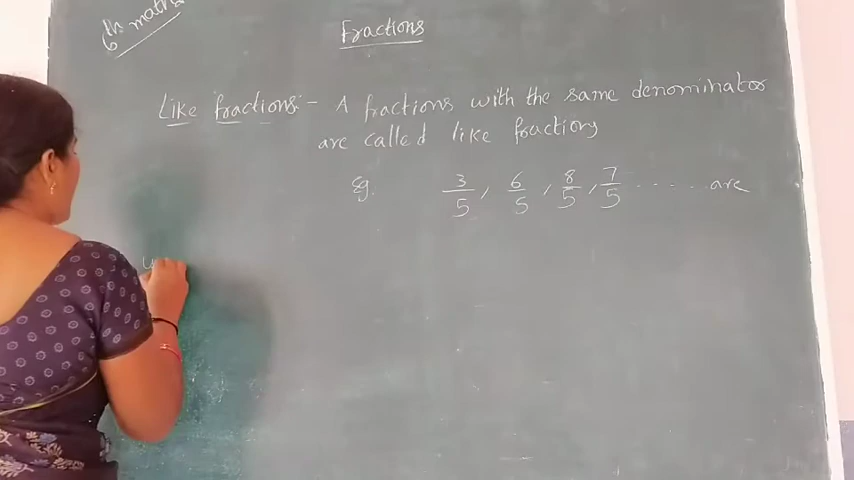 6th maths
Fractions
Like fractions:- A fractions with the same denominator
are called like fractions
Eg. 3/5, 6/5, 8/5, 7/5 ...... are